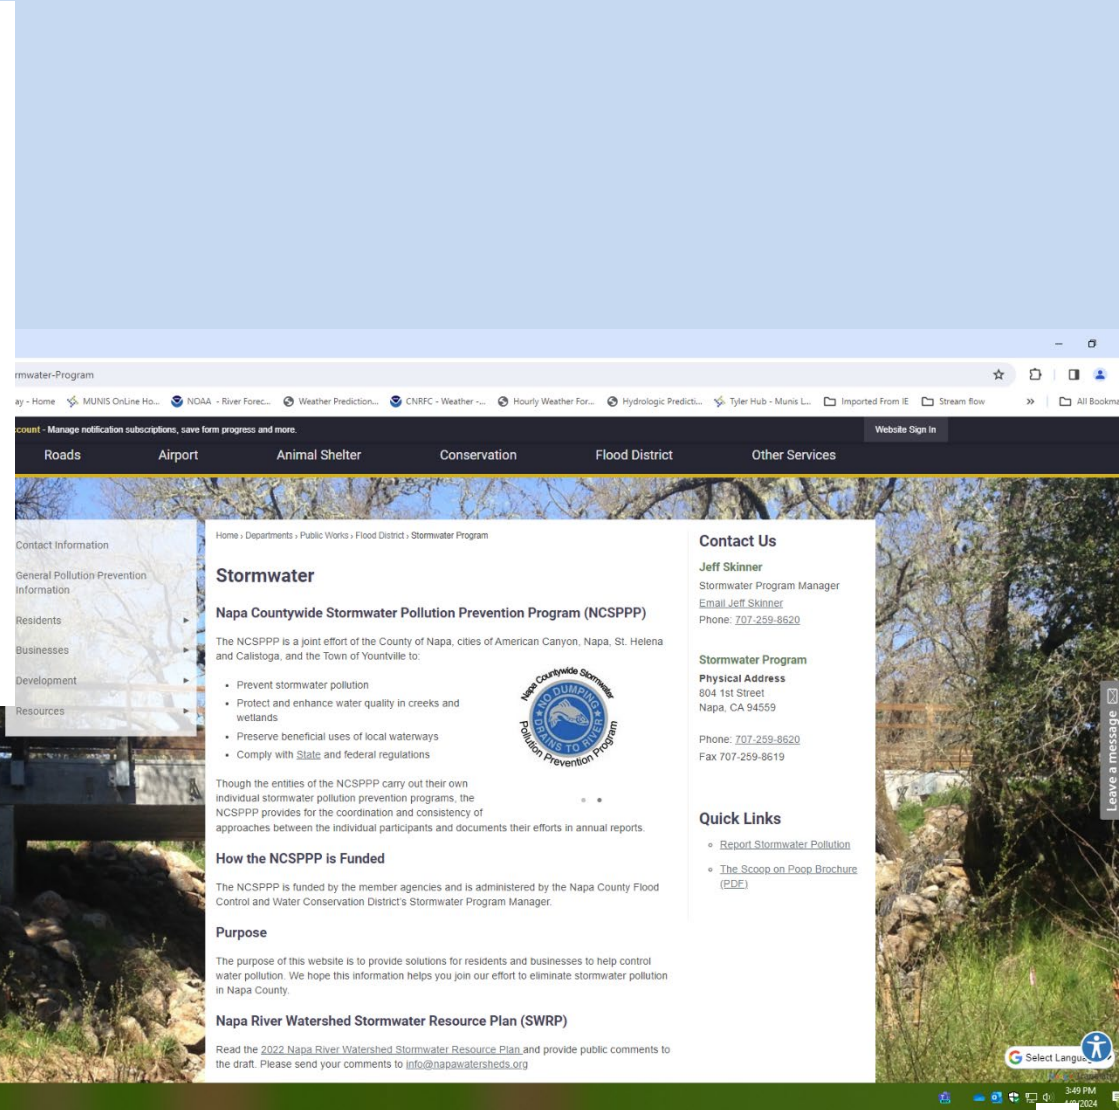 rmwater-Program
ay - Home MUNIS OnLine Ho... NOAA - River Forec... Weather Prediction... CNRFC - Weather -... Hourly Weather For... Hydrologic Predicti... Tyler Hub - Munis L... Imported From IE Stream flow » All Bookma
ccount - Manage notification subscriptions, save form progress and more. Website Sign In
Roads Airport Animal Shelter Conservation Flood District Other Services
Contact Information
General Pollution Prevention
Information
Residents
Businesses
Development
Resources
Home › Departments › Public Works › Flood District › Stormwater Program
Stormwater
Napa Countywide Stormwater Pollution Prevention Program (NCSPPP)
The NCSPPP is a joint effort of the County of Napa, cities of American Canyon, Napa, St. Helena
and Calistoga, and the Town of Yountville to:
• Prevent stormwater pollution
• Protect and enhance water quality in creeks and
wetlands
• Preserve beneficial uses of local waterways
• Comply with State and federal regulations
Napa Countywide Stormwater
Pollution Prevention Program
NO DUMPING
DRAINS TO RIVER
Though the entities of the NCSPPP carry out their own
individual stormwater pollution prevention programs, the
NCSPPP provides for the coordination and consistency of
approaches between the individual participants and documents their efforts in annual reports.
How the NCSPPP is Funded
The NCSPPP is funded by the member agencies and is administered by the Napa County Flood
Control and Water Conservation District's Stormwater Program Manager.
Purpose
The purpose of this website is to provide solutions for residents and businesses to help control
water pollution. We hope this information helps you join our effort to eliminate stormwater pollution
in Napa County.
Napa River Watershed Stormwater Resource Plan (SWRP)
Read the 2022 Napa River Watershed Stormwater Resource Plan and provide public comments to
the draft. Please send your comments to info@napawatersheds.org
Contact Us
Jeff Skinner
Stormwater Program Manager
Email Jeff Skinner
Phone: 707-259-8620
Stormwater Program
Physical Address
804 1st Street
Napa, CA 94559
Phone: 707-259-8620
Fax 707-259-8619
Quick Links
Report Stormwater Pollution
The Scoop on Poop Brochure
(PDF)
Leave a message
Select Langua
3:49 PM
4/9/2024